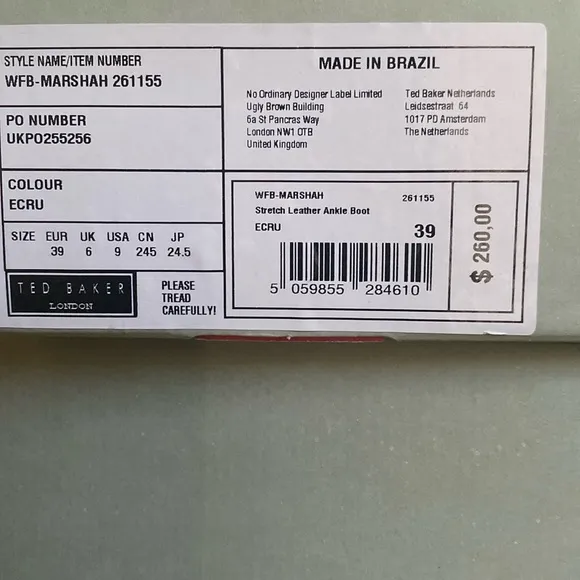 STYLE NAME/ITEM NUMBER
WFB-MARSHAH 261155
PO NUMBER
UKPO255256
COLOUR
ECRU
SIZE EUR UK USA CN JP
39 6 9 245 24.5
TED BAKER
LONDON
PLEASE
TREAD
CAREFULLY!
MADE IN BRAZIL
No Ordinary Designer Label Limited
Ugly Brown Building
6a St Pancras Way
London NW1 0TB
United Kingdom
Ted Baker Netherlands
Leidsestraat 64
1017 PD Amsterdam
The Netherlands
WFB-MARSHAH 261155
Stretch Leather Ankle Boot
ECRU 39
5 059855 284610
$ 260,00